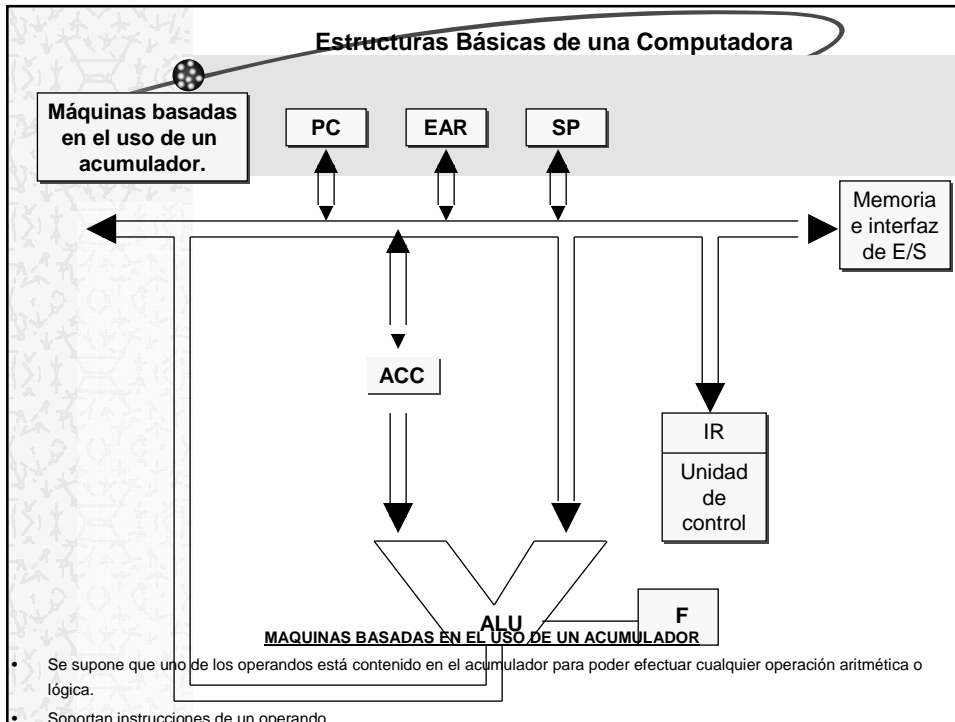 Estructuras Básicas de una Computadora
Máquinas basadas
en el uso de un
acumulador.
PC
EAR
SP
Memoria
e interfaz
de E/S
ACC
IR
Unidad
de
control
ALU
F
MAQUINAS BASADAS EN EL USO DE UN ACUMULADOR
• Se supone que uno de los operandos está contenido en el acumulador para poder efectuar cualquier operación aritmética o
lógica.
• Soportan instrucciones de un operando